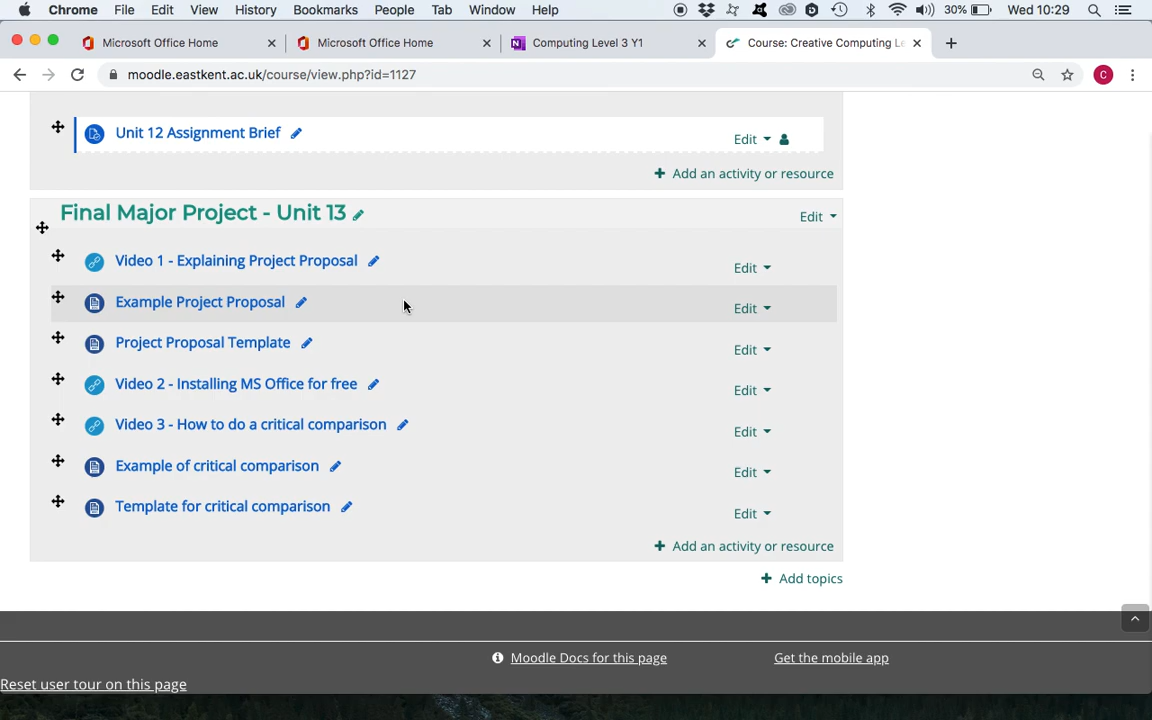 Chrome File Edit View History Bookmarks People Tab Window Help 30% Wed 10:29
Microsoft Office Home Microsoft Office Home Computing Level 3 Y1 Course: Creative Computing Le
moodle.eastkent.ac.uk/course/view.php?id=1127 C
Unit 12 Assignment Brief Edit
+ Add an activity or resource
Final Major Project - Unit 13 Edit
Video 1 - Explaining Project Proposal Edit
Example Project Proposal Edit
Project Proposal Template Edit
Video 2 - Installing MS Office for free Edit
Video 3 - How to do a critical comparison Edit
Example of critical comparison Edit
Template for critical comparison Edit
+ Add an activity or resource
+ Add topics
Moodle Docs for this page Get the mobile app
Reset user tour on this page